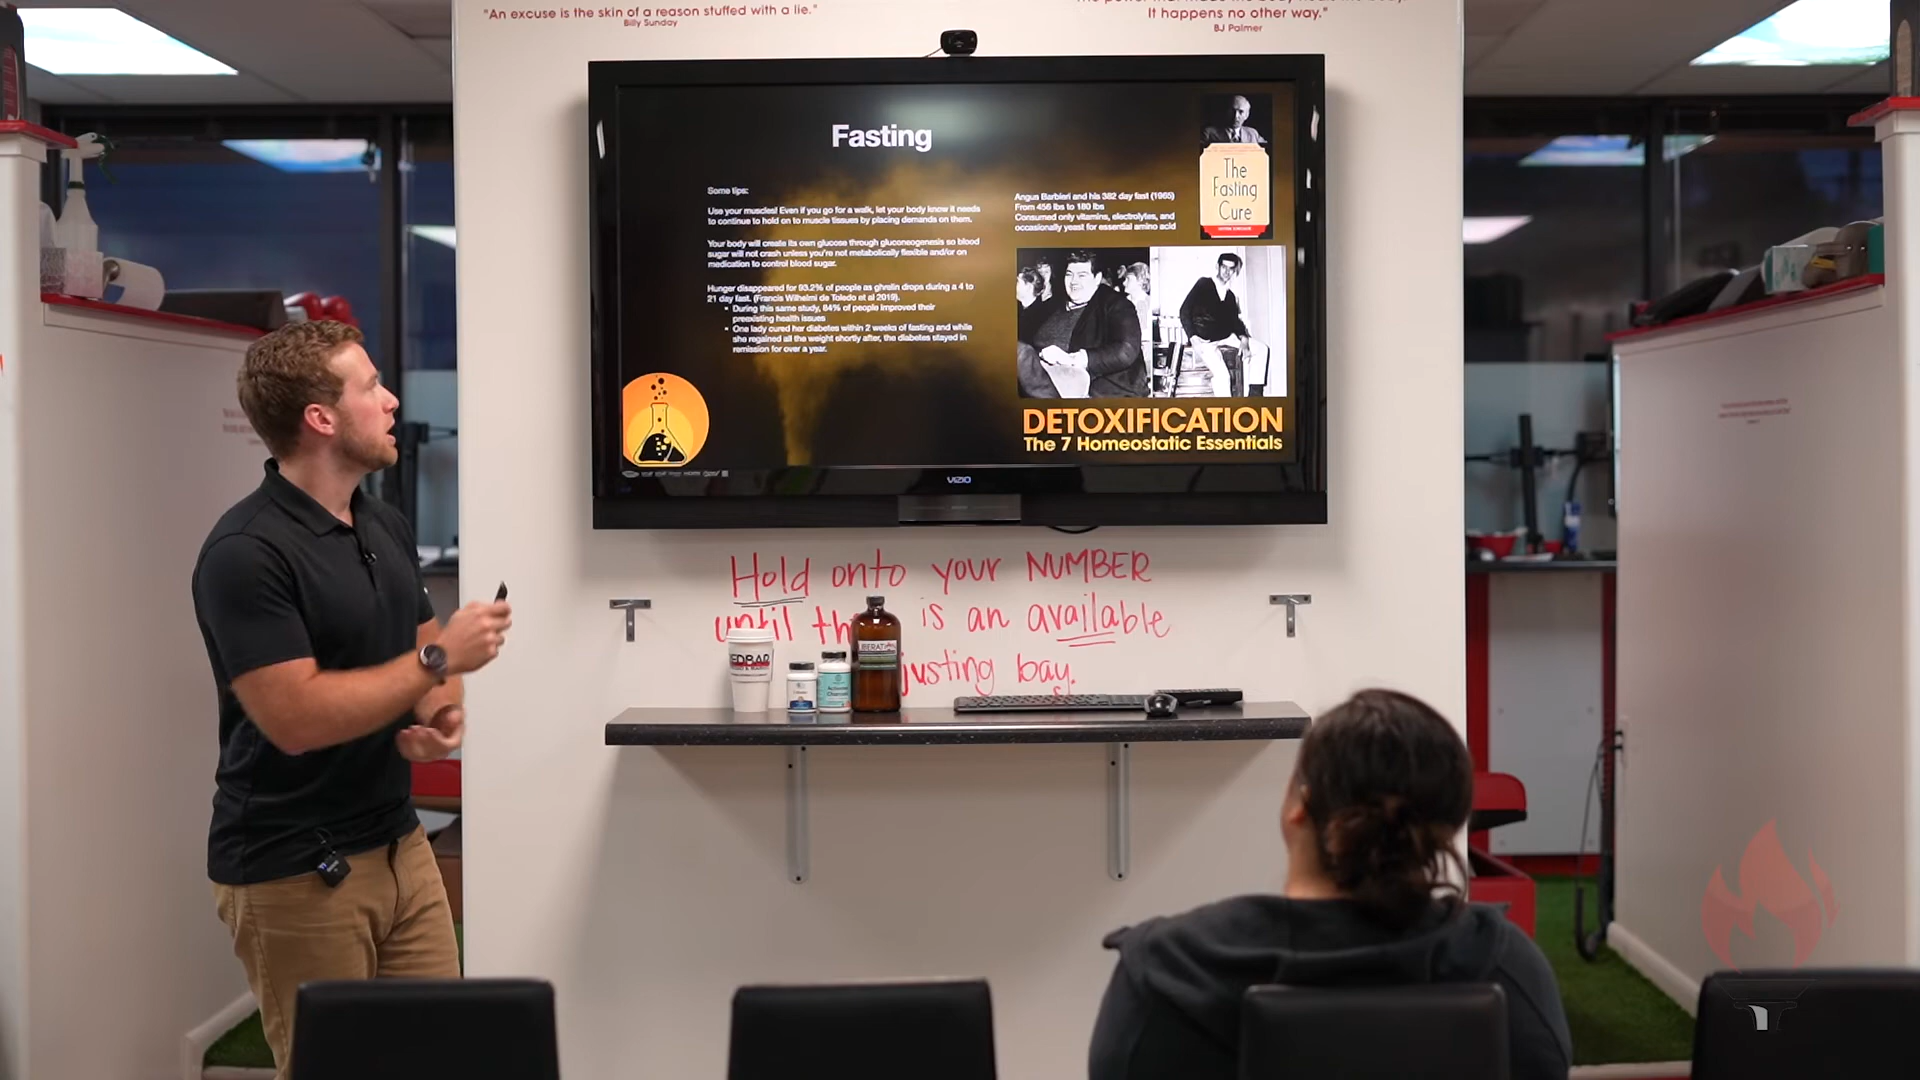 "An excuse is the skin of a reason stuffed with a lie."
Billy Sunday
It happens no other way."
BJ Palmer
Fasting
Some tips:
Use your muscles! Even if you go for a walk, let your body know it needs
to continue to hold on to muscle tissues by placing demands on them.
Your body will create its own glucose through gluconeogenesis so blood
sugar will not crash unless you're not metabolically flexible and/or on
medication to control blood sugar.
Hunger disappeared for 93.2% of people as ghrelin drops during a 4 to
21 day fast. (Francis Wilhelmi de Toledo et al 2019).
During this same study, 84% of people improved their
preexisting health issues
One lady cured her diabetes within 2 weeks of fasting and while
she regained all the weight shortly after, the diabetes stayed in
remission for over a year.
Angus Barbieri and his 382 day fast (1965)
From 456 lbs to 180 lbs
Consumed only vitamins, electrolytes, and
occasionally yeast for essential amino acid
The
Fasting
Cure
DETOXIFICATION
The 7 Homeostatic Essentials
VIZIO
Hold onto your NUMBER
until is an available
justing bay.
Activated
Charcoal